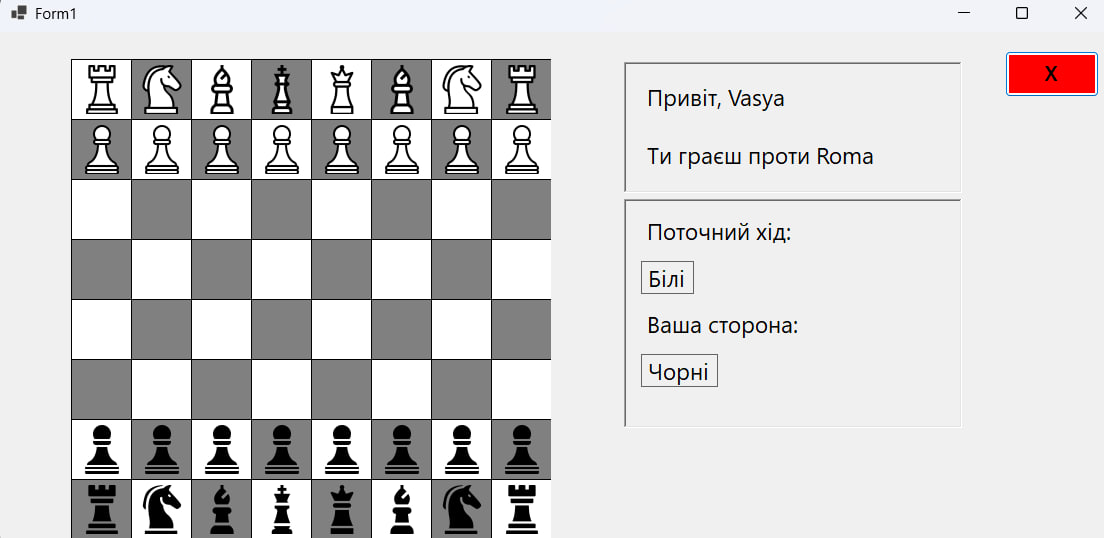 Form1
X
Привіт, Vasya
Ти граєш проти Roma
Поточний хід:
Білі
Ваша сторона:
Чорні